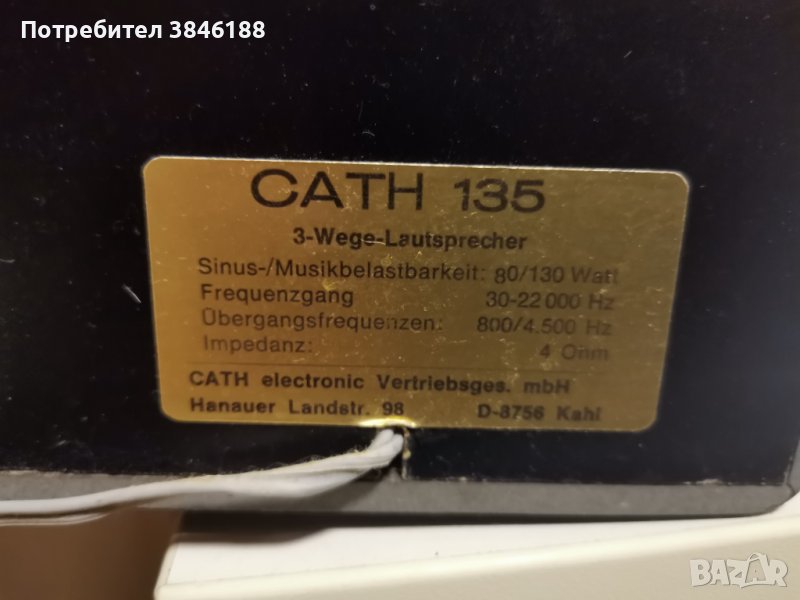 Потребител 3846188
CATH 135
3-Wege-Lautsprecher
Sinus-/Musikbelastbarkeit: 80/130 Watt
Frequenzgang 30-22 000 Hz
Übergangsfrequenzen: 800/4.500 Hz
Impedanz: 4 Ohm
CATH electronic Vertriebsges. mbH
Hanauer Landstr. 98 D-8756 Kahl
BAZAR